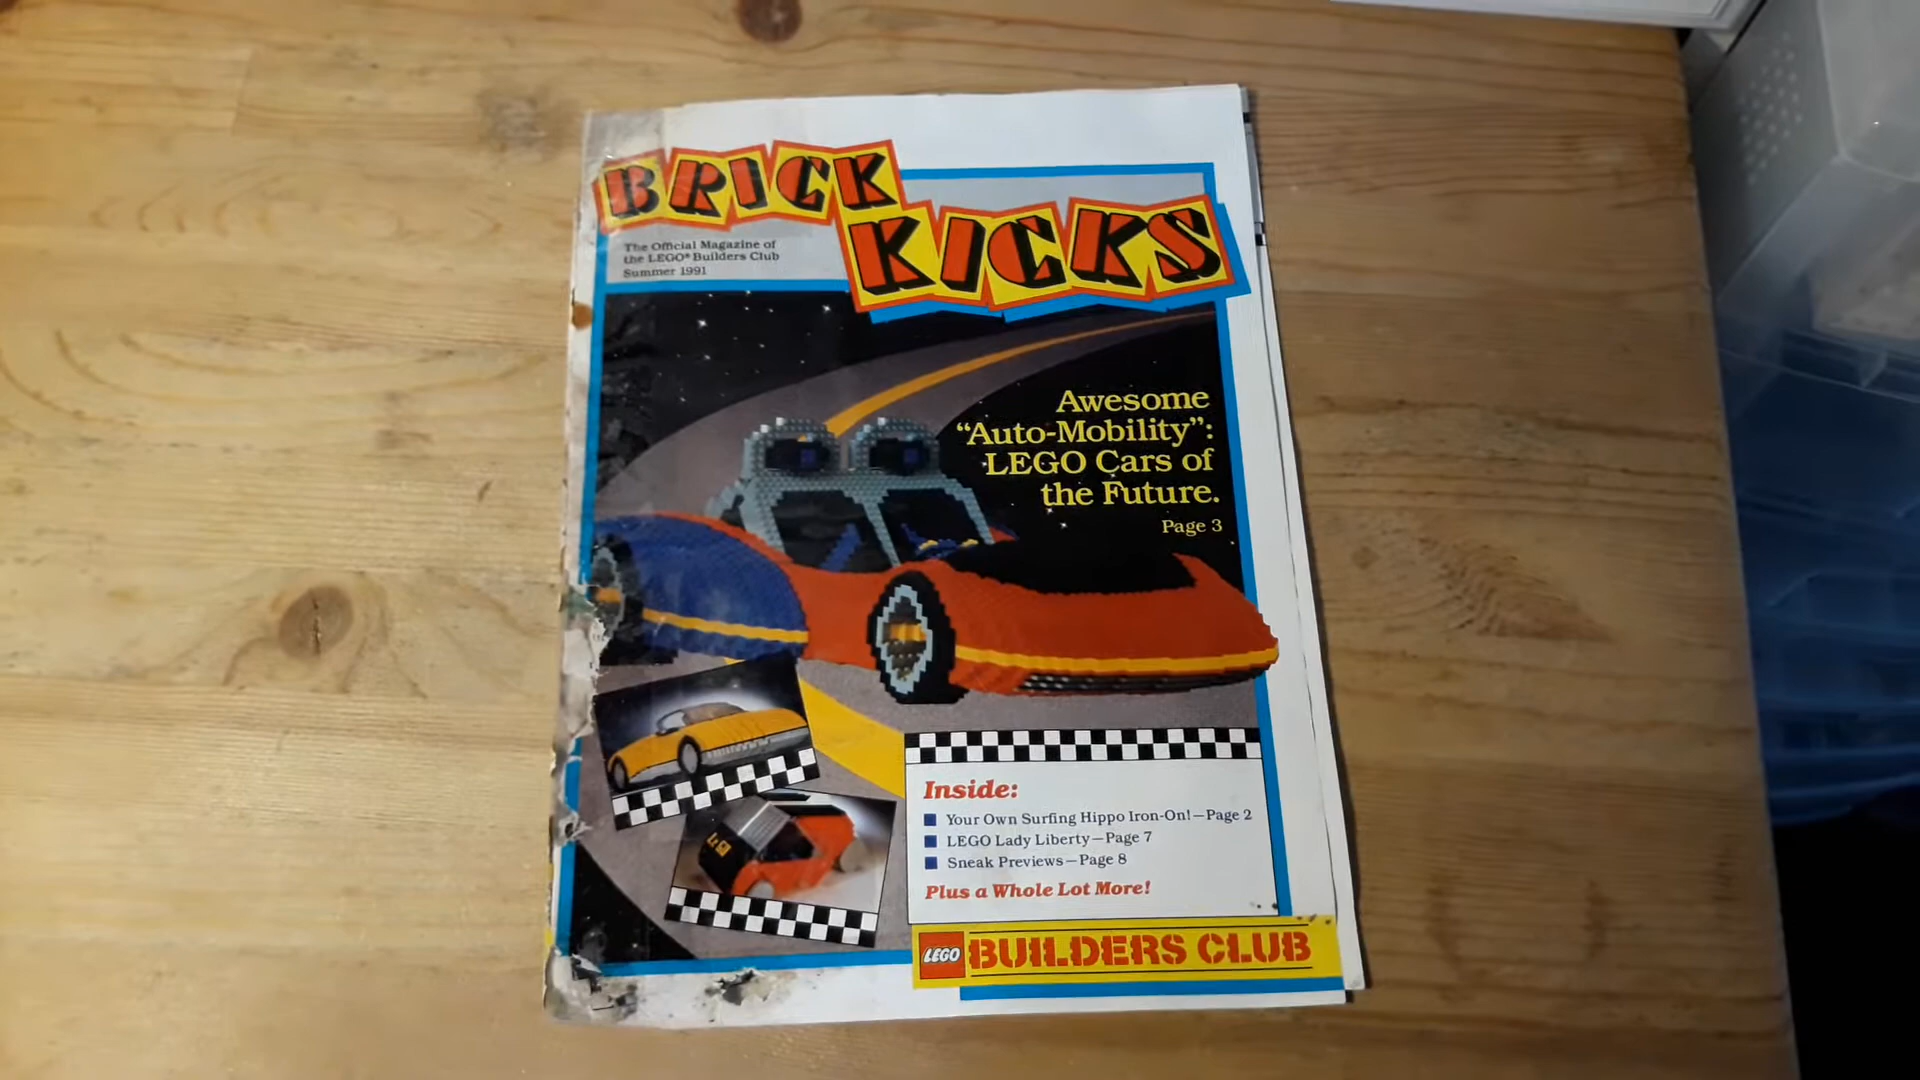 BRICK
KICKS
The Official Magazine of
the LEGO® Builders Club
Summer 1991
Awesome
“Auto-Mobility”:
LEGO Cars of
the Future.
Page 3
Inside:
Your Own Surfing Hippo Iron-On!—Page 2
LEGO Lady Liberty—Page 7
Sneak Previews—Page 8
Plus a Whole Lot More!
LEGO BUILDERS CLUB